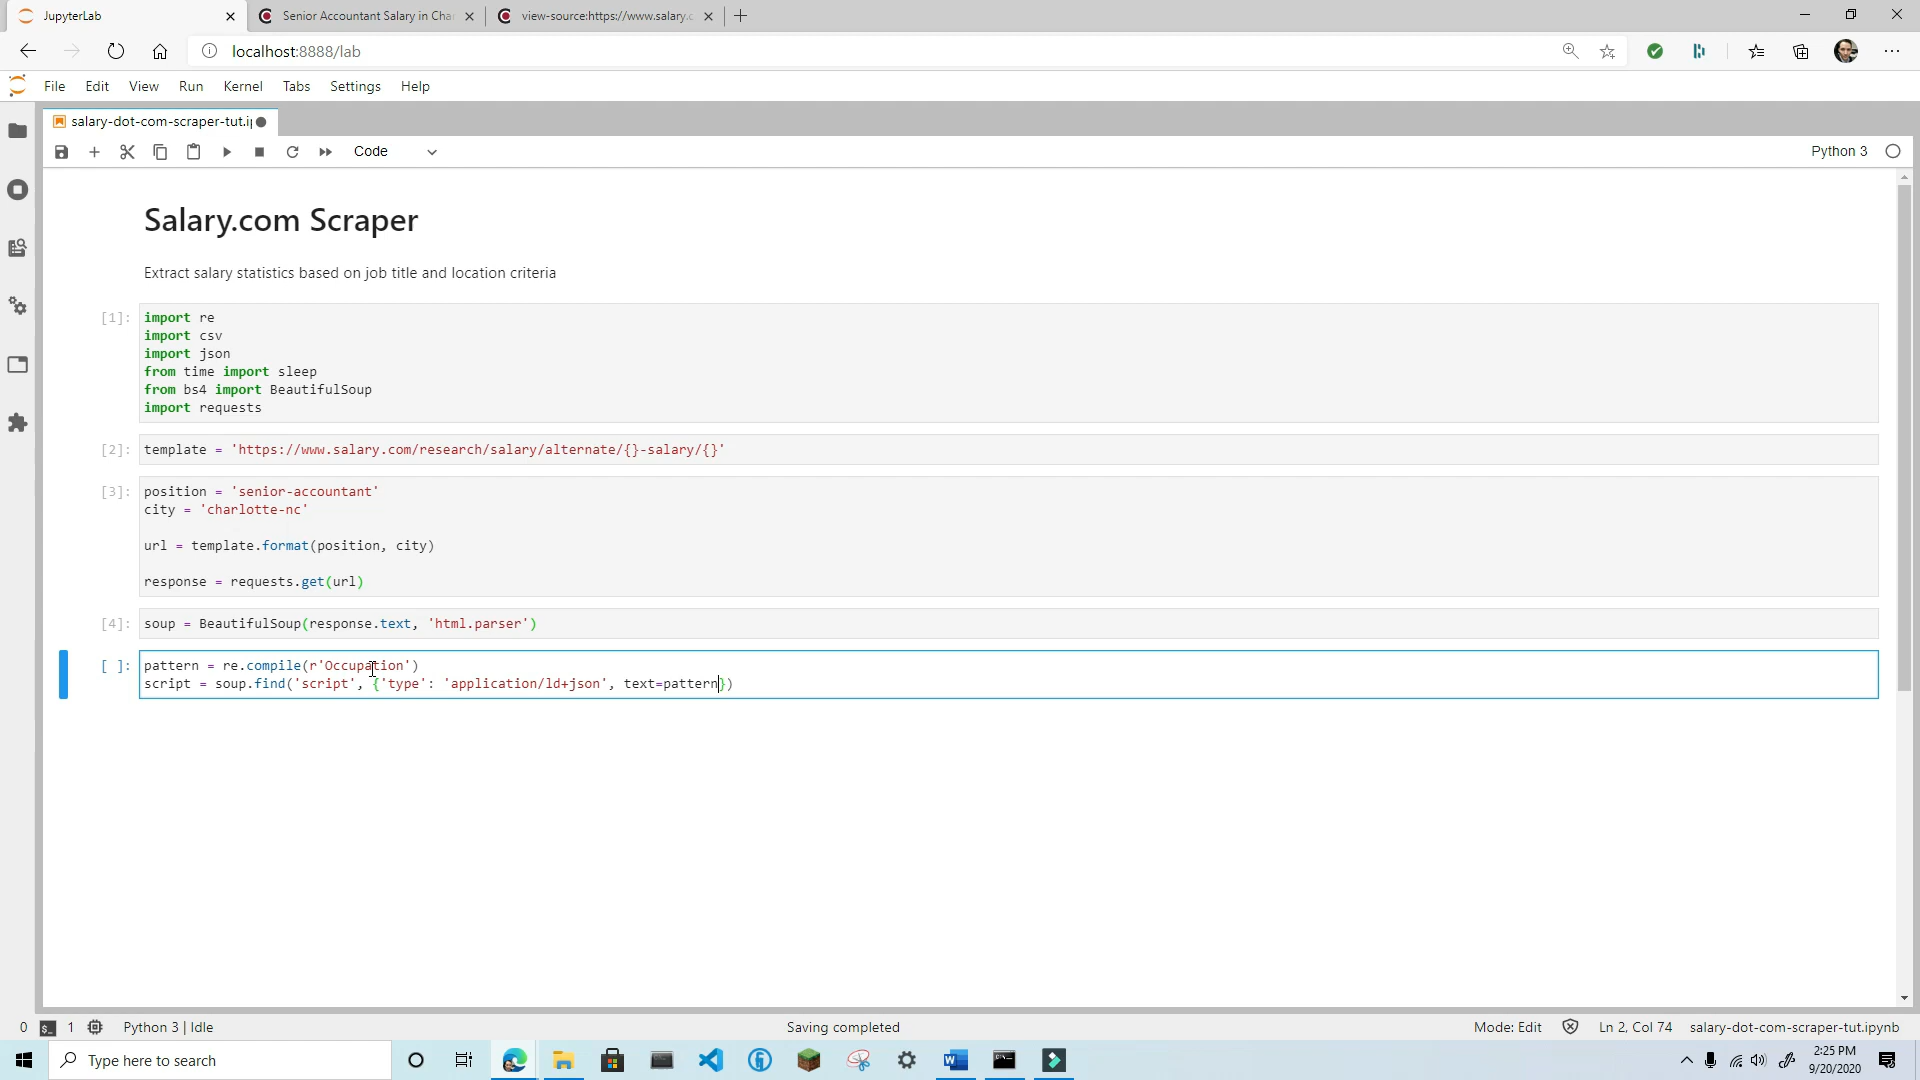 JupyterLab
Senior Accountant Salary in Cha
view-source:https://www.salary.c
localhost:8888/lab
File Edit View Run Kernel Tabs Settings Help
salary-dot-com-scraper-tut.i
Code
Python 3
Salary.com Scraper
Extract salary statistics based on job title and location criteria
[1]: import re
import csv
import json
from time import sleep
from bs4 import BeautifulSoup
import requests
[2]: template = 'https://www.salary.com/research/salary/alternate/{}-salary/{}'
[3]: position = 'senior-accountant'
city = 'charlotte-nc'
url = template.format(position, city)
response = requests.get(url)
[4]: soup = BeautifulSoup(response.text, 'html.parser')
[ ]: pattern = re.compile(r'Occupation')
script = soup.find('script', {'type': 'application/ld+json', text=pattern})
0 $_ 1 Python 3 | Idle
Saving completed
Mode: Edit Ln 2, Col 74 salary-dot-com-scraper-tut.ipynb
Type here to search
2:25 PM
9/20/2020